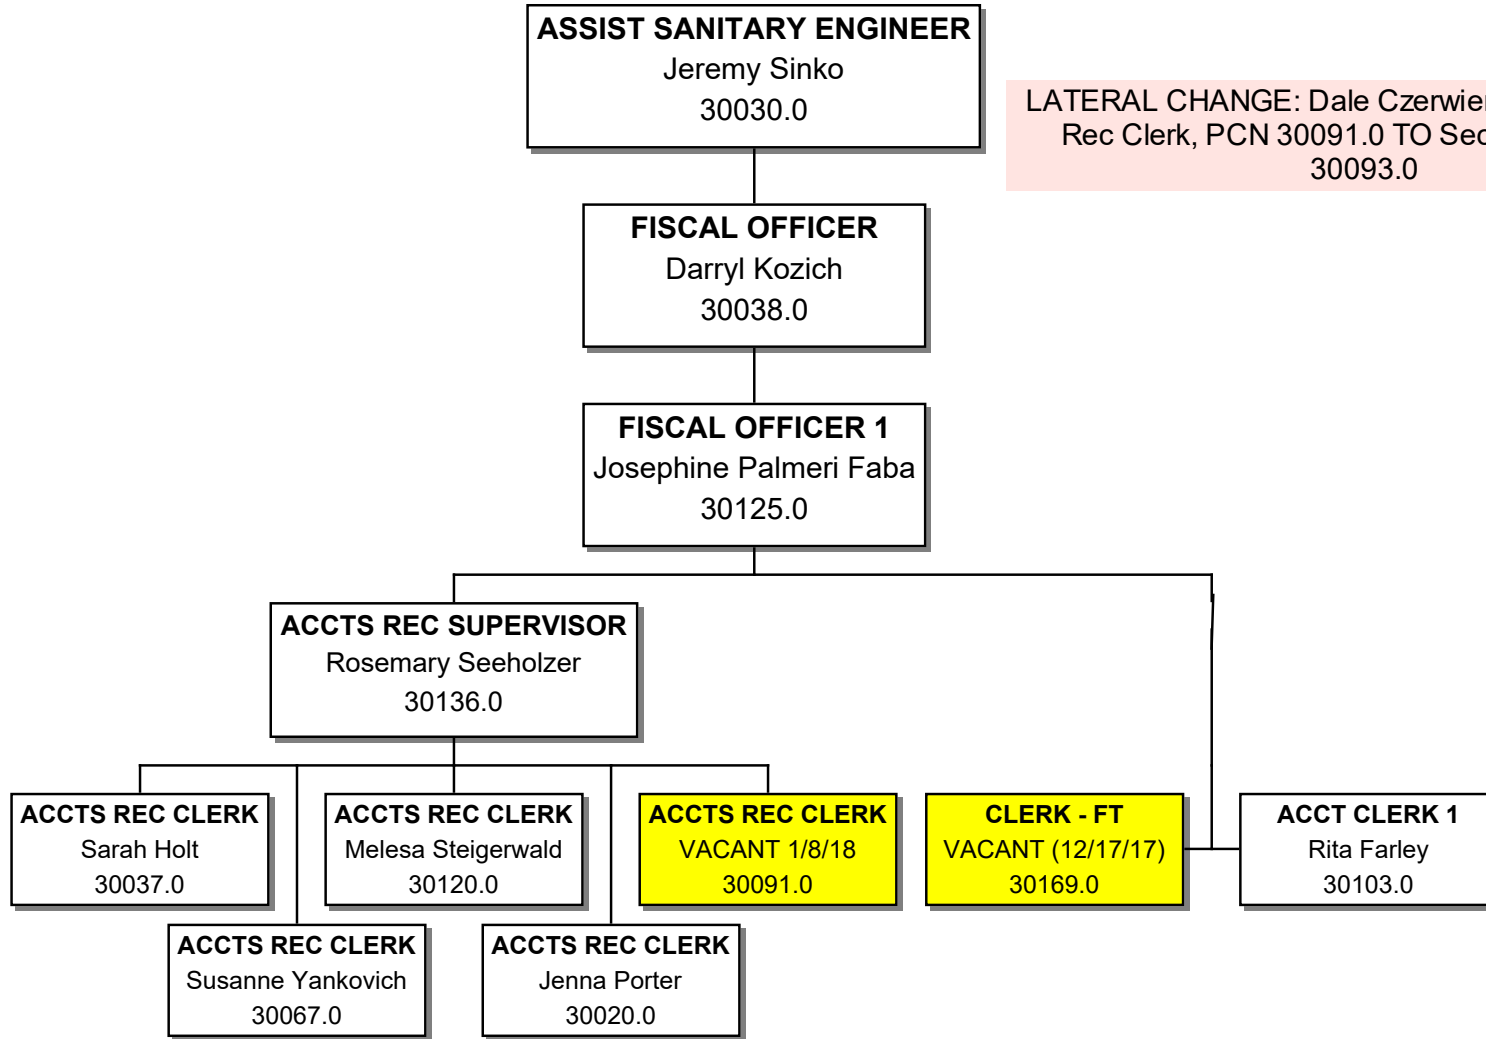 ASSIST SANITARY ENGINEER
Jeremy Sinko
30030.0
LATERAL CHANGE: Dale
Rec Clerk, PCN 30091.0 TO
30093.0
FISCAL OFFICER
Darryl Kozich
30038.0
FISCAL OFFICER 1
Josephine Palmeri Faba
30125.0
ACCTS REC SUPERVISOR
Rosemary Seeholzer
30136.0
ACCTS REC CLERK
Sarah Holt
30037.0
ACCTS REC CLERK
Melesa Steigerwald
30120.0
ACCTS REC CLERK
VACANT 1/8/18
30091.0
CLERK - FT
VACANT (12/17/17)
30169.0
ACCT CLERK 1
Rita Farley
30103.0
ACCTS REC CLERK
Susanne Yankovich
30067.0
ACCTS REC CLERK
Jenna Porter
30020.0